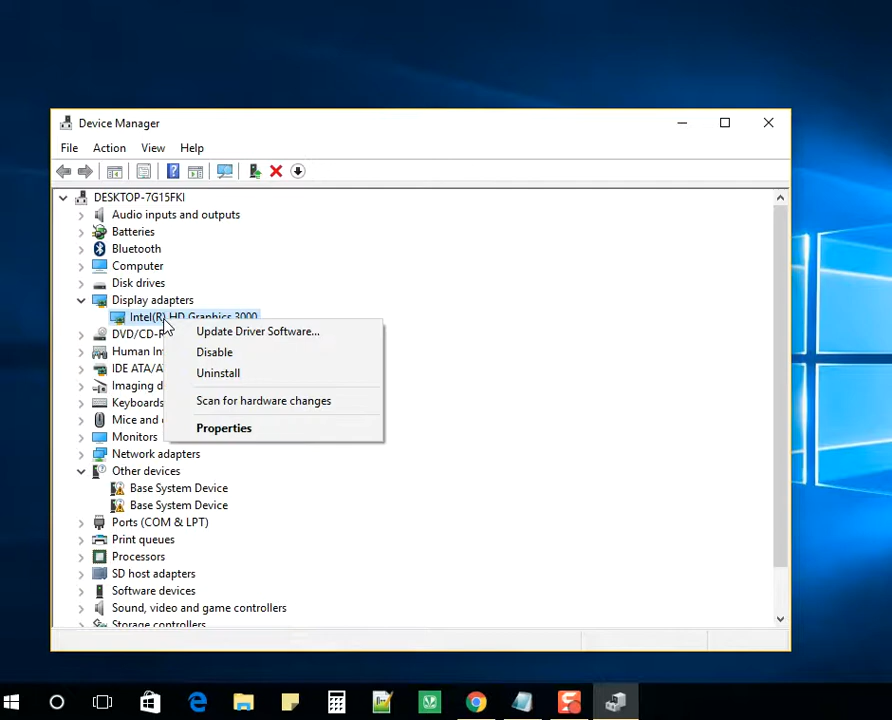 Device Manager
File Action View Help
DESKTOP-7G15FKI
Audio inputs and outputs
Batteries
Bluetooth
Computer
Disk drives
Display adapters
Intel(R) HD Graphics 3000
Update Driver Software...
DVD/CD-
Disable
Human In
IDE ATA/A
Uninstall
Imaging d
Scan for hardware changes
Keyboards
Mice and
Properties
Monitors
Network adapters
Other devices
Base System Device
Base System Device
Ports (COM & LPT)
Print queues
Processors
SD host adapters
Software devices
Sound, video and game controllers
Storage controllers